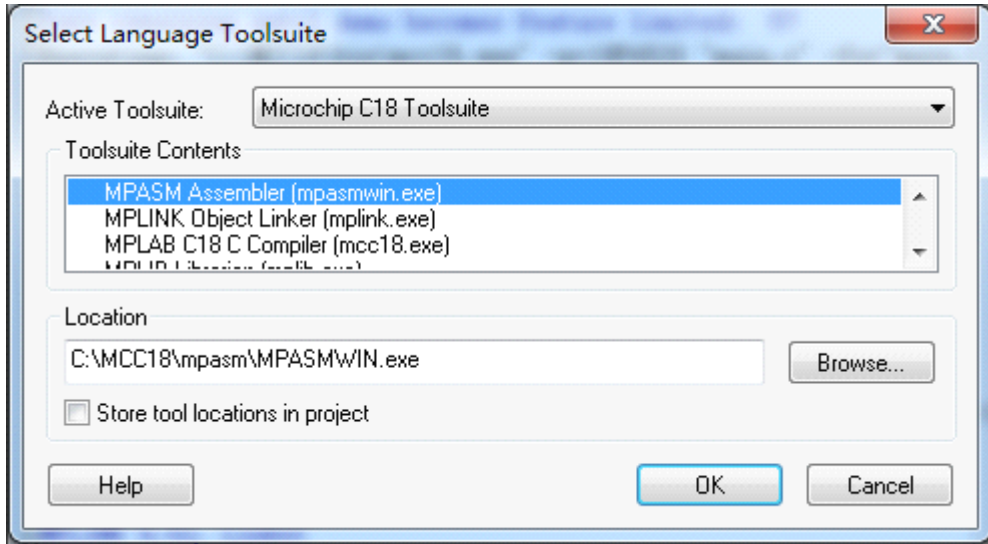 Select Language Toolsuite
Active Toolsuite: Microchip C18 Toolsuite
Toolsuite Contents
MPASM Assembler (mpasmwin.exe)
MPLINK Object Linker (mplink.exe)
MPLAB C18 C Compiler (mcc18.exe)
Location
C:\MCC18\mpasm\MPASMWIN.exe Browse...
Store tool locations in project
Help OK Cancel